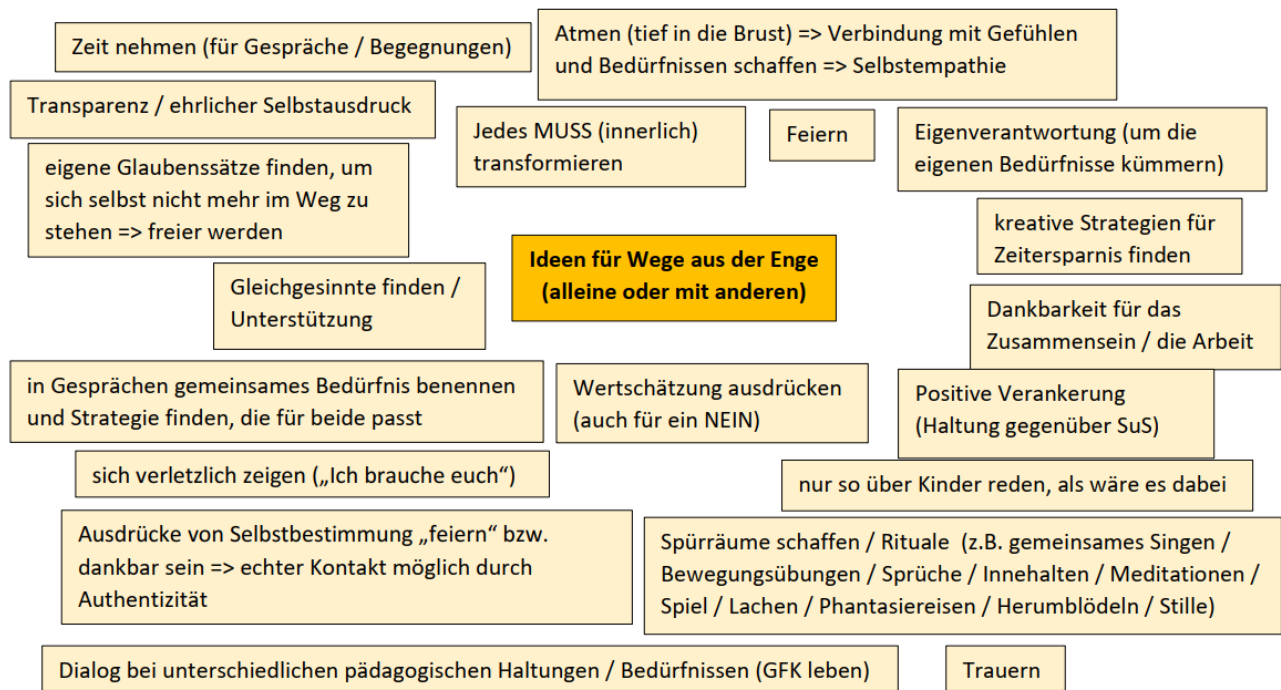 Zeit nehmen (für Gespräche / Begegnungen)
Atmen (tief in die Brust) => Verbindung mit Gefühlen
und Bedürfnissen schaffen => Selbstempathie
Transparenz / ehrlicher Selbstausdruck
Jedes MUSS (innerlich)
transformieren
Feiern
Eigenverantwortung (um die
eigenen Bedürfnisse kümmern)
eigene Glaubenssätze finden, um
sich selbst nicht mehr im Weg zu
stehen => freier werden
kreative Strategien für
Zeitersparnis finden
Ideen für Wege aus der Enge
(alleine oder mit anderen)
Gleichgesinnte finden /
Unterstützung
Dankbarkeit für das
Zusammensein / die Arbeit
in Gesprächen gemeinsames Bedürfnis benennen
und Strategie finden, die für beide passt
Wertschätzung ausdrücken
(auch für ein NEIN)
Positive Verankerung
(Haltung gegenüber SuS)
sich verletzlich zeigen („Ich brauche euch“)
nur so über Kinder reden, als wäre es dabei
Ausdrücke von Selbstbestimmung „feiern“ bzw.
dankbar sein => echter Kontakt möglich durch
Authentizität
Spürräume schaffen / Rituale  (z.B. gemeinsames Singen /
Bewegungsübungen / Sprüche / Innehalten / Meditationen /
Spiel / Lachen / Phantasiereisen / Herumblödeln / Stille)
Dialog bei unterschiedlichen pädagogischen Haltungen / Bedürfnissen (GFK leben)
Trauern